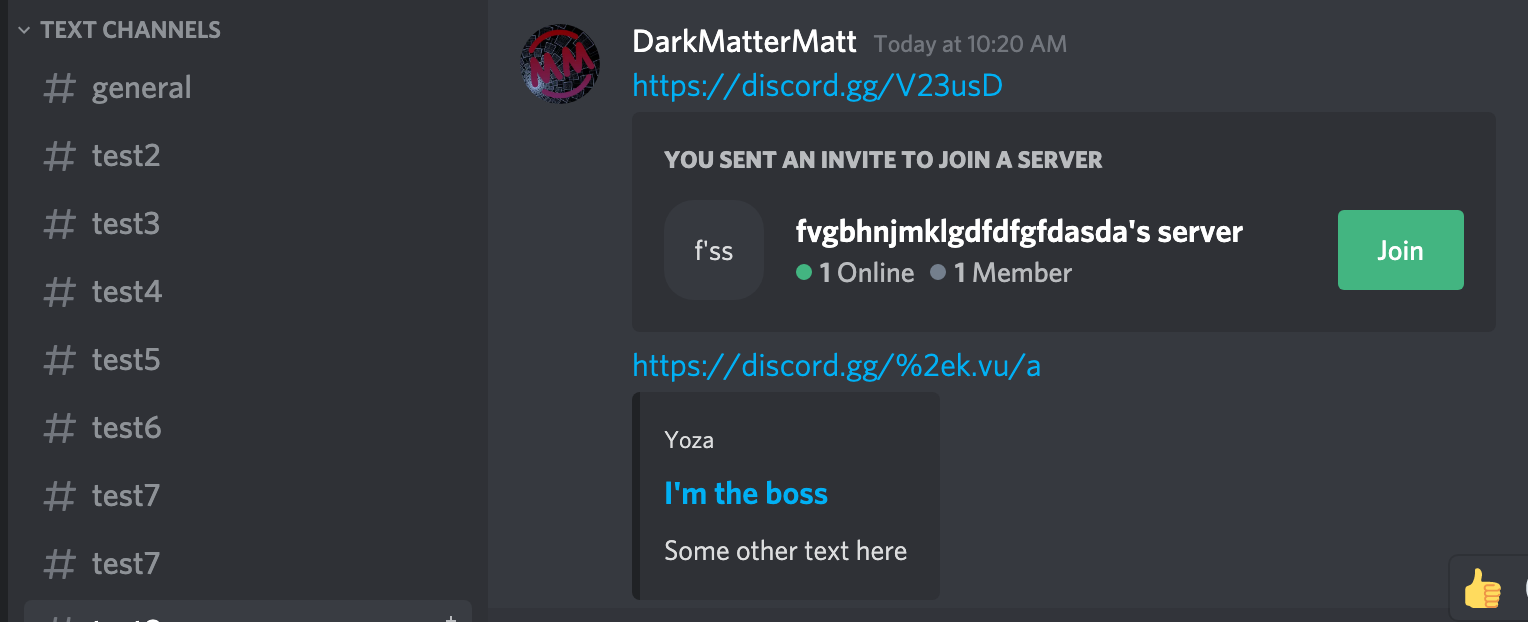 TEXT CHANNELS
# general
# test2
# test3
# test4
# test5
# test6
# test7
# test7
MM
DarkMatterMatt Today at 10:20 AM
https://discord.gg/V23usD
YOU SENT AN INVITE TO JOIN A SERVER
f'ss
fvgbhnjmklgdfdfgfdasda's server
1 Online 1 Member
Join
https://discord.gg/%2ek.vu/a
Yoza
I'm the boss
Some other text here